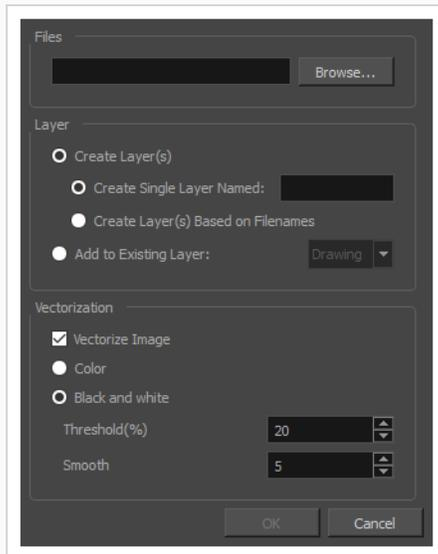 Files
Browse...
Layer
Create Layer(s)
Create Single Layer Named:
Create Layer(s) Based on Filenames
Add to Existing Layer: Drawing
Vectorization
Vectorize Image
Color
Black and white
Threshold(%) 20
Smooth 5
OK Cancel